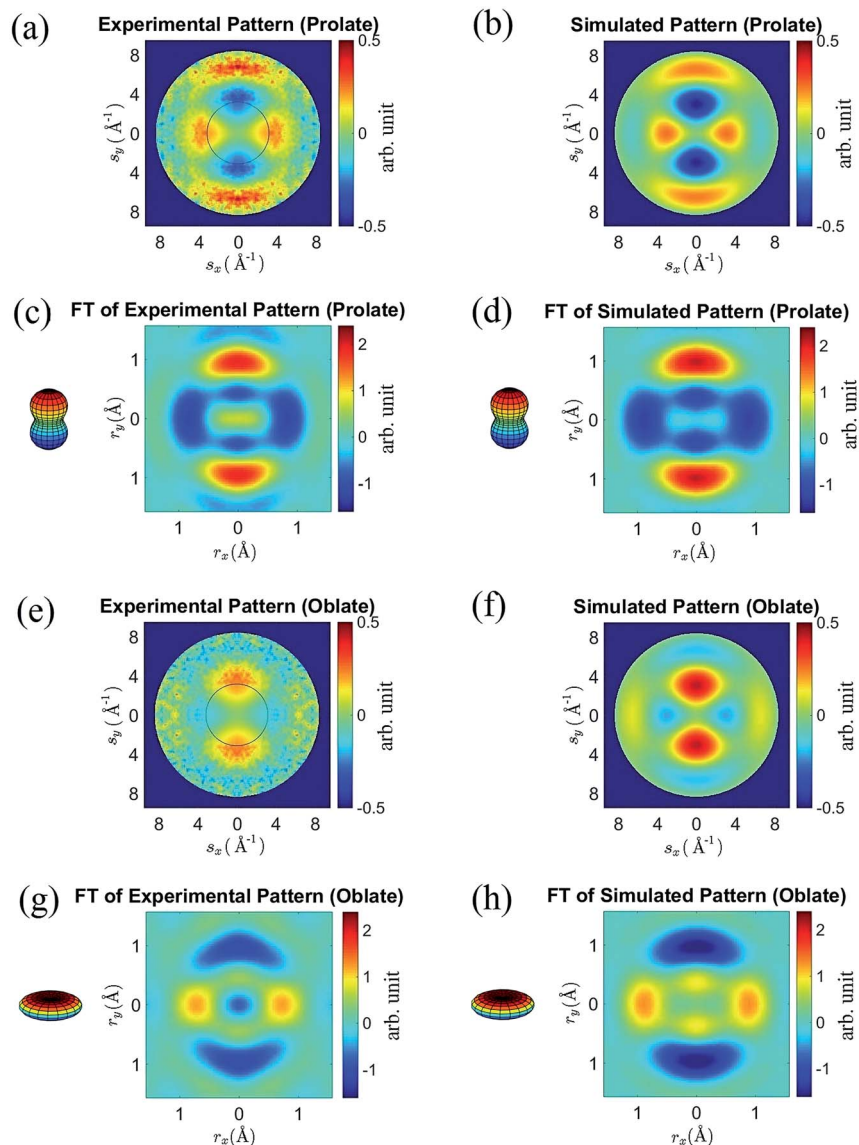 (a)
Experimental Pattern (Prolate)
8
4
0
4
8
s_y ( Å⁻¹)
8 4 0 4 8
s_x ( Å⁻¹)
0.5
0
-0.5
arb. unit
(b)
Simulated Pattern (Prolate)
8
4
0
4
8
s_y ( Å⁻¹)
8 4 0 4 8
s_x ( Å⁻¹)
0.5
0
-0.5
arb. unit
(c)
FT of Experimental Pattern (Prolate)
1
0
1
r_y(Å)
1 0 1
r_x(Å)
2
1
0
-1
arb. unit
(d)
FT of Simulated Pattern (Prolate)
1
0
1
r_y(Å)
1 0 1
r_x(Å)
2
1
0
-1
arb. unit
(e)
Experimental Pattern (Oblate)
8
4
0
4
8
s_y ( Å⁻¹)
8 4 0 4 8
s_x ( Å⁻¹)
0.5
0
-0.5
arb. unit
(f)
Simulated Pattern (Oblate)
8
4
0
4
8
s_y ( Å⁻¹)
8 4 0 4 8
s_x ( Å⁻¹)
0.5
0
-0.5
arb. unit
(g)
FT of Experimental Pattern (Oblate)
1
0
1
r_y(Å)
1 0 1
r_x(Å)
2
1
0
-1
arb. unit
(h)
FT of Simulated Pattern (Oblate)
1
0
1
r_y(Å)
1 0 1
r_x(Å)
2
1
0
-1
arb. unit